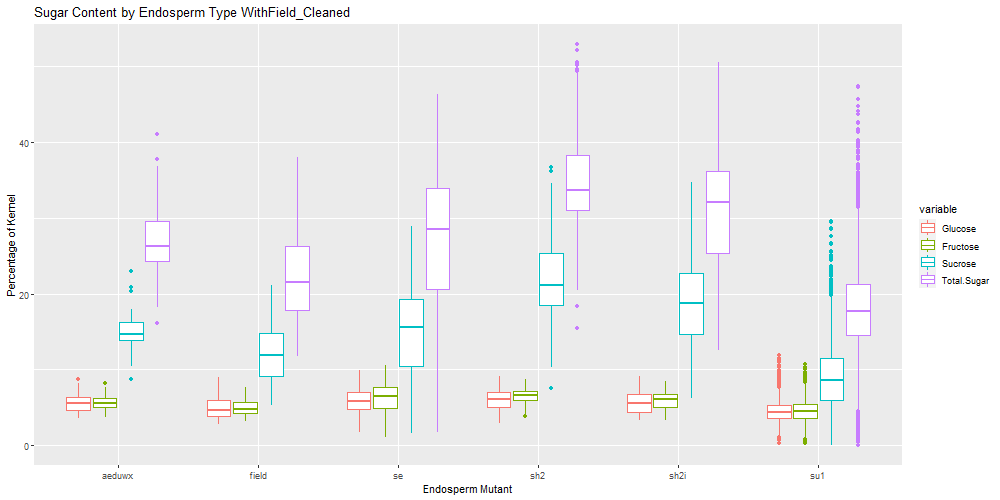 Sugar Content by Endosperm Type WithField_Cleaned
Percentage of Kernel
40
20
0
aeduwx
field
se
sh2
sh2i
su1
Endosperm Mutant
variable
Glucose
Fructose
Sucrose
Total.Sugar